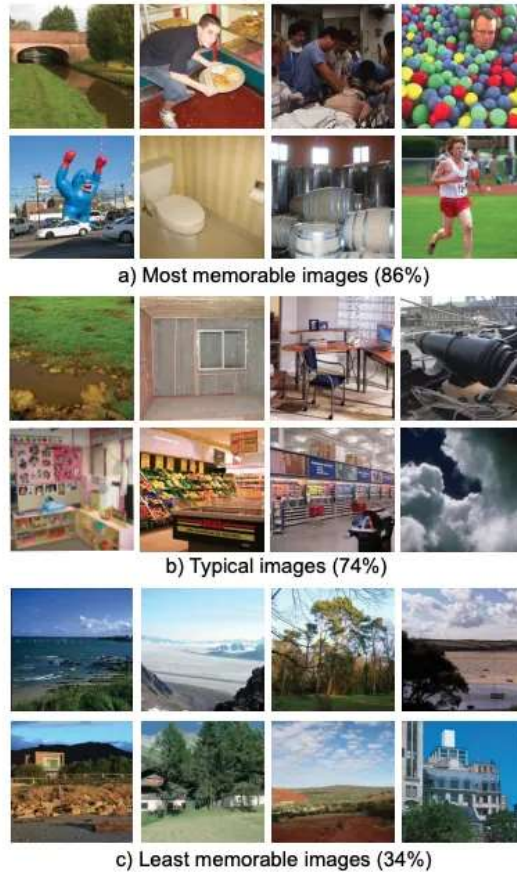 a) Most memorable images (86%)
b) Typical images (74%)
c) Least memorable images (34%)